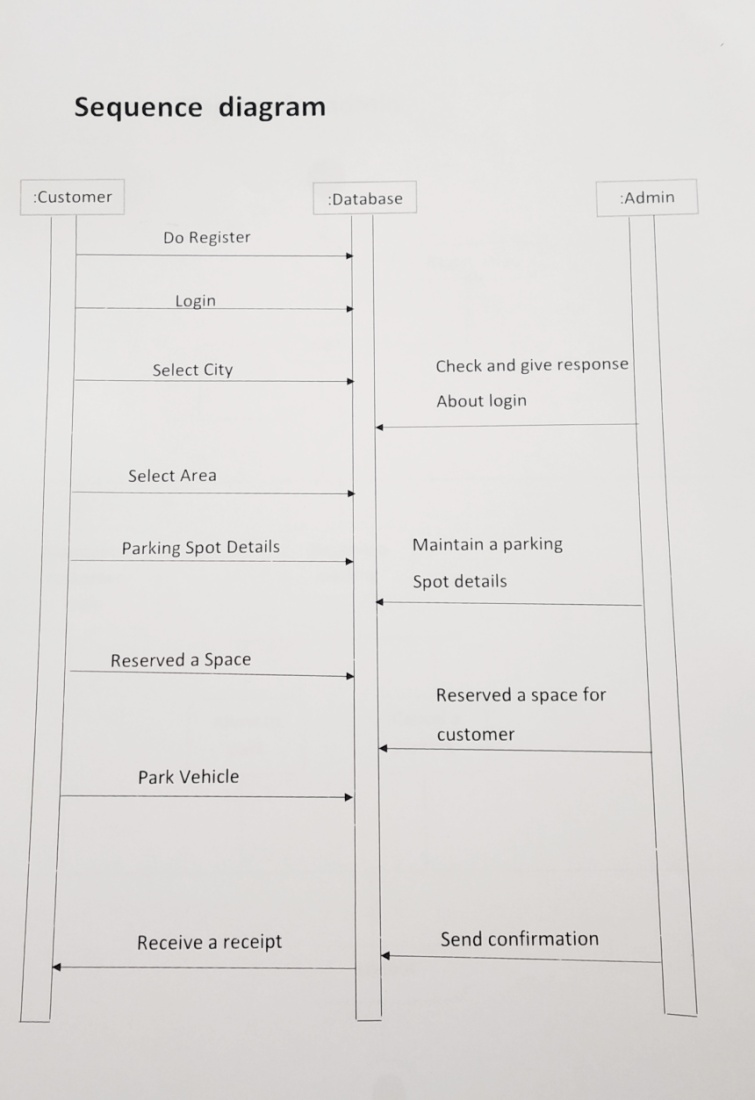 Sequence diagram
:Customer
:Database
:Admin
Do Register
Login
Select City
Check and give response
About login
Select Area
Parking Spot Details
Maintain a parking
Spot details
Reserved a Space
Reserved a space for
customer
Park Vehicle
Receive a receipt
Send confirmation